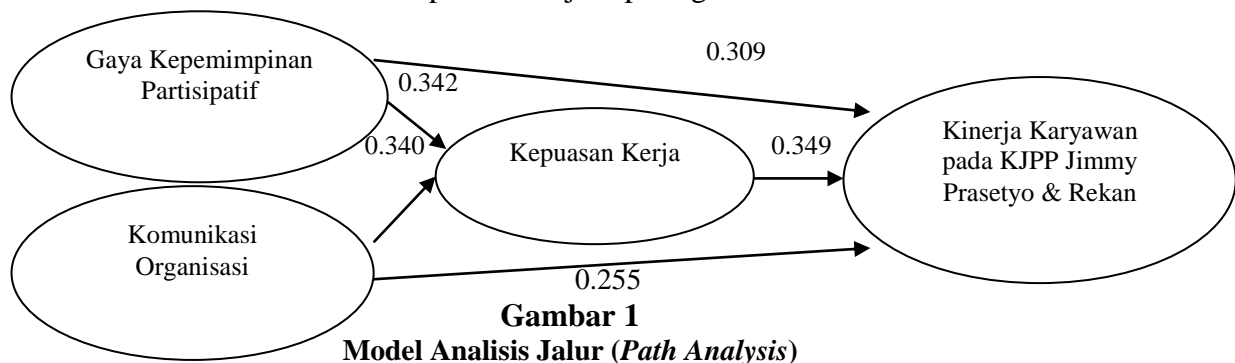 Gaya Kepemimpinan
Partisipatif
0.309
0.342
0.340
Kepuasan Kerja
0.349
Kinerja Karyawan
pada KJPP Jimmy
Prasetyo & Rekan
Komunikasi
Organisasi
0.255
Gambar 1
Model Analisis Jalur (Path Analysis)